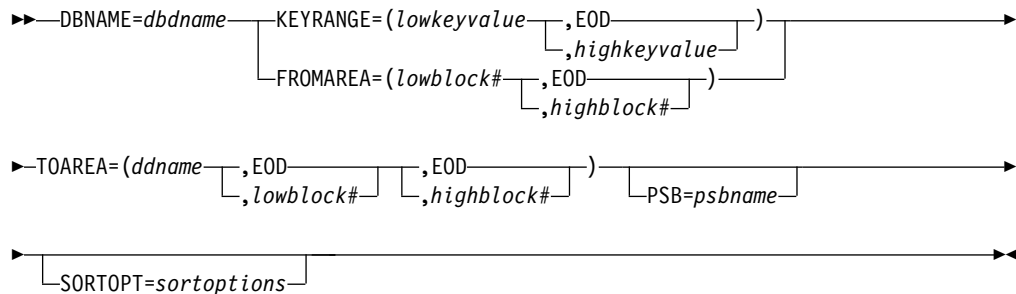 DBNAME=dbdname KEYRANGE=(lowkeyvalue ,EOD )
,highkeyvalue
FROMAREA=(lowblock# ,EOD )
,highblock#
TOAREA=(ddname ,EOD ,EOD )
,lowblock# ,highblock# PSB=psbname
SORTOPT=sortoptions